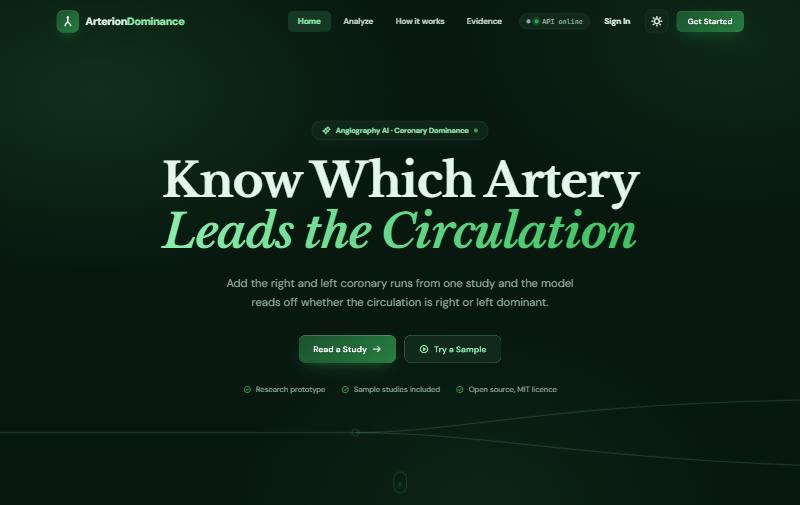 ArterionDominance
Home
Analyze
How it works
Evidence
API online
Sign In
Get Started
Angiography AI · Coronary Dominance
Know Which Artery
Leads the Circulation
Add the right and left coronary runs from one study and the model
reads off whether the circulation is right or left dominant.
Read a Study →
Try a Sample
Research prototype
Sample studies included
Open source, MIT licence